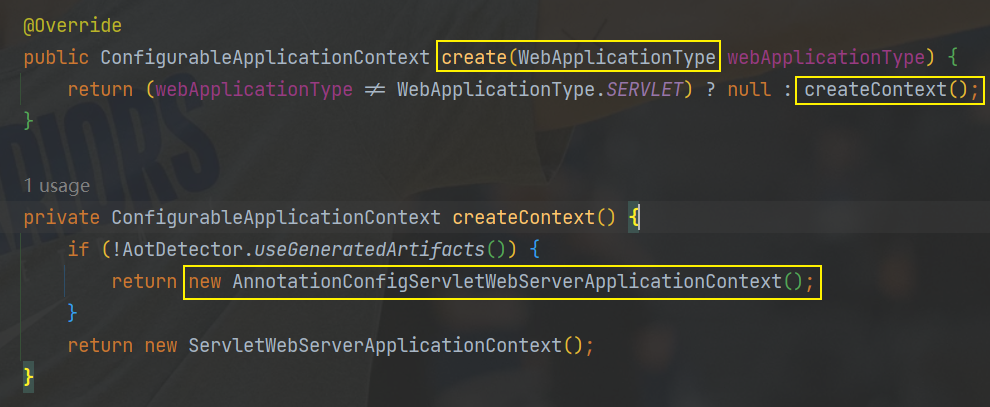 @Override
public ConfigurableApplicationContext create(WebApplicationType webApplicationType) {
return (webApplicationType ≠ WebApplicationType.SERVLET) ? null : createContext();
}
1 usage
private ConfigurableApplicationContext createContext() {
if (!AotDetector.useGeneratedArtifacts()) {
return new AnnotationConfigServletWebServerApplicationContext();
}
return new ServletWebServerApplicationContext();
}